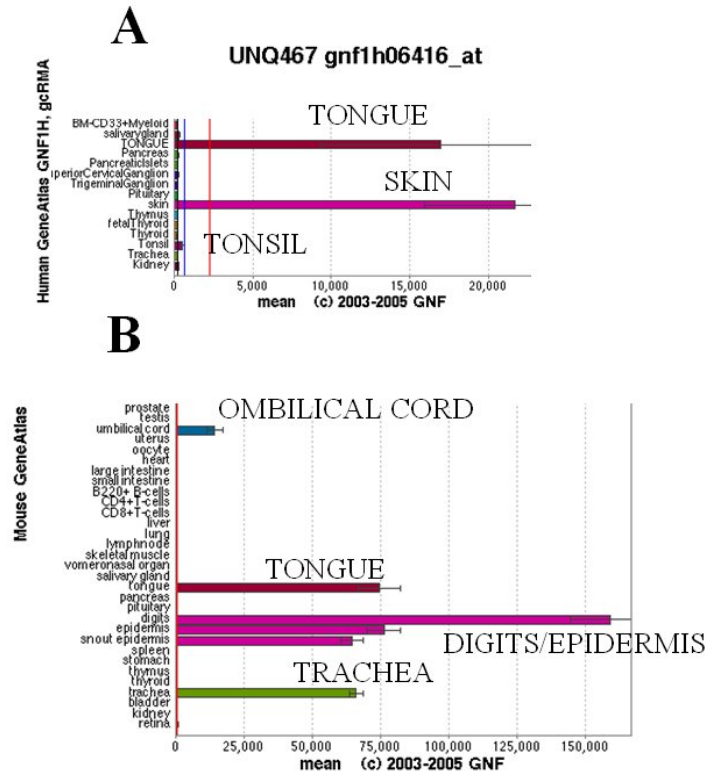 A
UNQ467 gnf1h06416_at
Human GeneAtlas GNF1H, gcRMA
TONGUE
BM-CD33+Myeloid
salivarygland
TONGUE
Pancreas
PancreaticIslets
uperiorCervicalGanglion
TrigeminalGanglion
SKIN
Pituitary
skin
Thymus
fetalThyroid
Thyroid
Tonsil
TONSIL
Trachea
Kidney
0 5,000 10,000 15,000 20,000
mean (c) 2003-2005 GNF
B
Mouse GeneAtlas
prostate
OMBILICAL CORD
testis
umbilical cord
uterus
oocyte
heart
large intestine
small intestine
B220+ B-cells
CD4+T-cells
CD8+T-cells
liver
lung
lymphnode
skeletal muscle
vomeronasal organ
TONGUE
salivary gland
tongue
pancreas
pituitary
digits
epidermis
snout epidermis
DIGITS/EPIDERMIS
spleen
stomach
thymus
TRACHEA
thyroid
trachea
bladder
kidney
retina
0 25,000 50,000 75,000 100,000 125,000 150,000
mean (c) 2003-2005 GNF